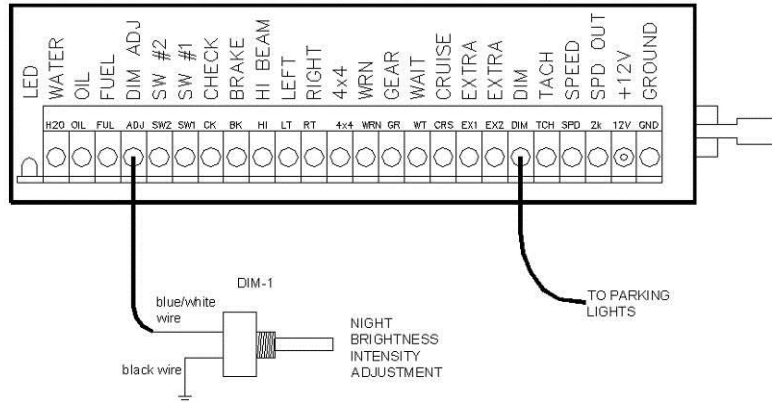 LED
WATER
OIL
FUEL
DIM ADJ
SW #2
SW #1
CHECK
BRAKE
HI BEAM
LEFT
RIGHT
4x4
WRN
GEAR
WAIT
CRUISE
EXTRA
EXTRA
DIM
TACH
SPEED
SPD OUT
+12V
GROUND
H2O OIL FUL ADJ SW2 SW1 CK BK HI LT RT 4x4 WRN GR WT CRS EX1 EX2 DIM TCH SPD 2k 12V GND
DIM-1
blue/white
wire
black wire
NIGHT
BRIGHTNESS
INTENSITY
ADJUSTMENT
TO PARKING
LIGHTS